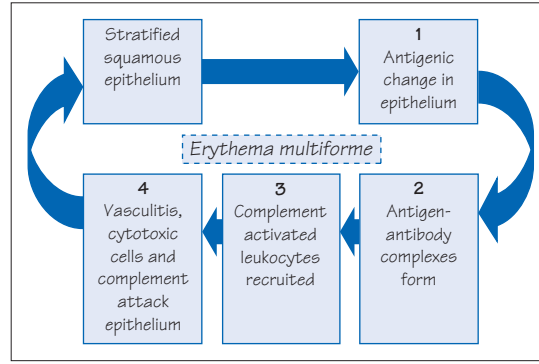 Stratified
squamous
epithelium
1
Antigenic
change in
epithelium
Erythema multiforme
2
Antigen-
antibody
complexes
form
3
Complement
activated
leukocytes
recruited
4
Vasculitis,
cytotoxic
cells and
complement
attack
epithelium